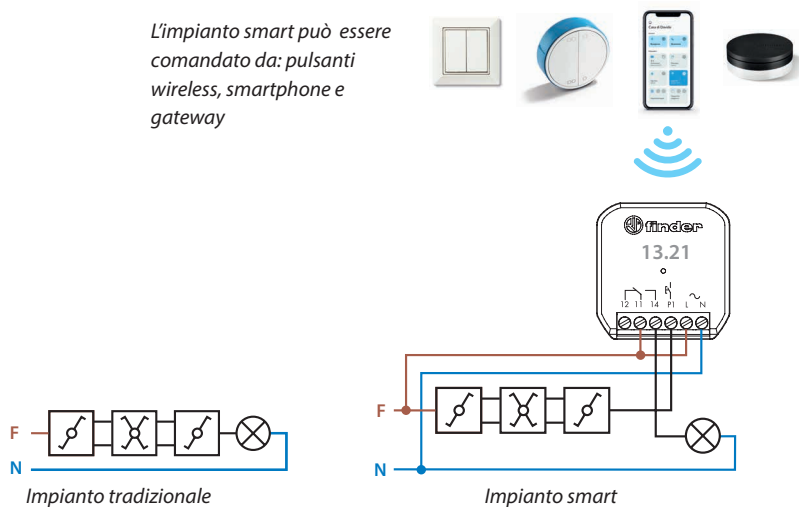 L'impianto smart può essere
comandato da: pulsanti
wireless, smartphone e
gateway
finder
13.21
12 11 14 P1 L N
F
N
Impianto tradizionale
F
N
Impianto smart